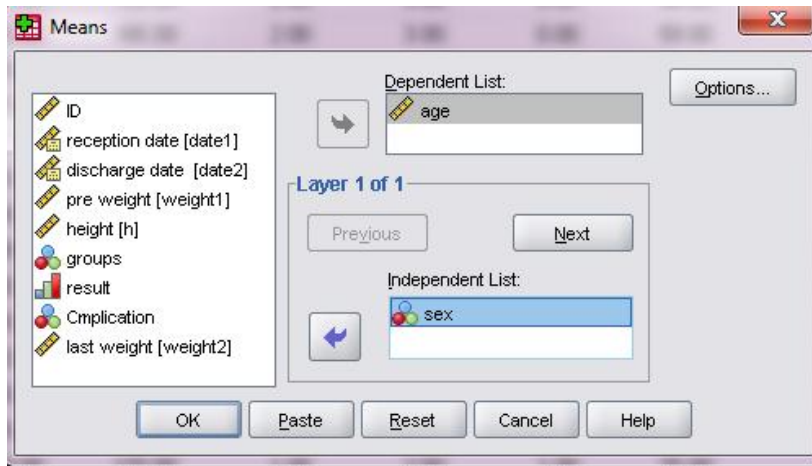 Means
ID
reception date [date1]
discharge date [date2]
pre weight [weight1]
height [h]
groups
result
Cmplication
last weight [weight2]
Dependent List:
age
Options...
Layer 1 of 1
Previous
Next
Independent List:
sex
OK
Paste
Reset
Cancel
Help